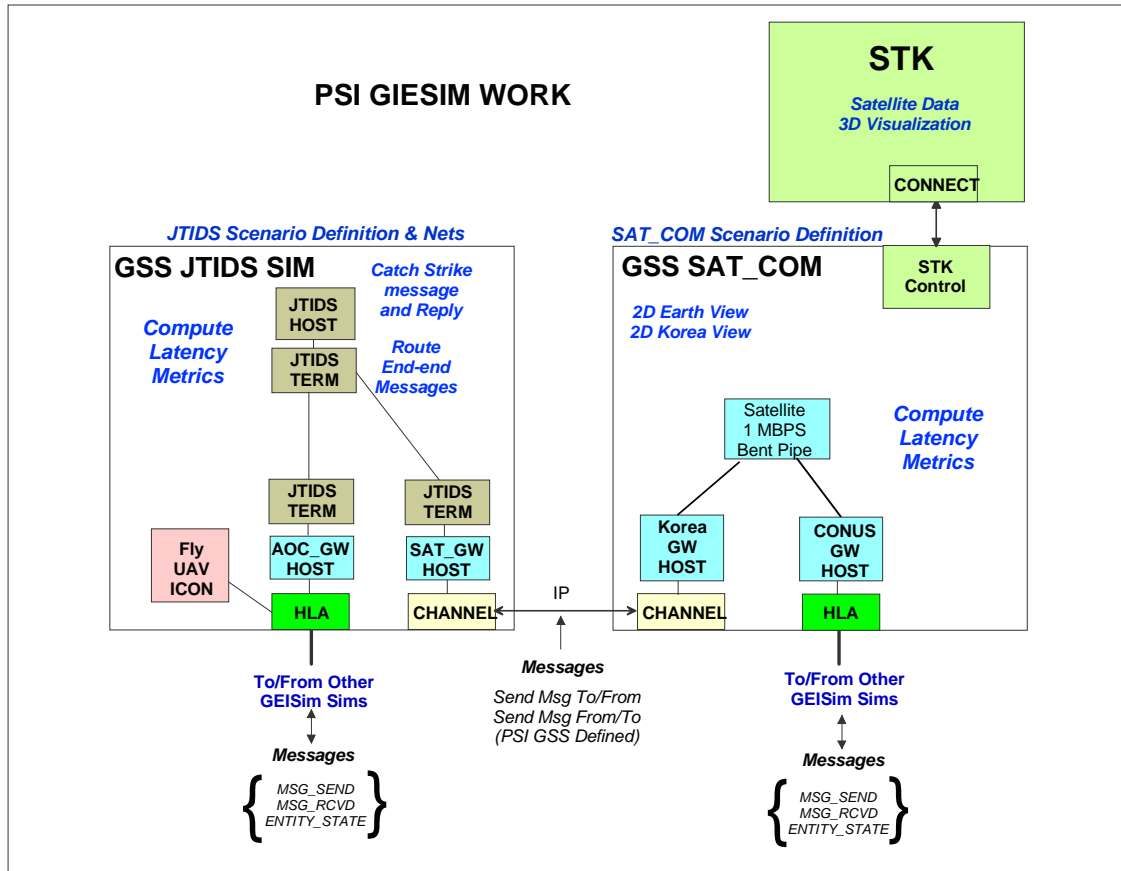 PSI GIESIM WORK
STK
Satellite Data
3D Visualization
CONNECT
JTIDS Scenario Definition & Nets
GSS JTIDS SIM
Catch Strike
message
and Reply
JTIDS
HOST
Compute
Latency
Metrics
JTIDS
TERM
Route
End-end
Messages
JTIDS
TERM
JTIDS
TERM
Fly
UAV
ICON
AOC_GW
HOST
SAT_GW
HOST
HLA
CHANNEL
IP
SAT_COM Scenario Definition
GSS SAT_COM
STK
Control
2D Earth View
2D Korea View
Satellite
1 MBPS
Bent Pipe
Compute
Latency
Metrics
Korea
GW
HOST
CONUS
GW
HOST
CHANNEL
HLA
To/From Other
GEISim Sims
Messages
{ MSG_SEND
MSG_RCVD
ENTITY_STATE }
Messages
Send Msg To/From
Send Msg From/To
(PSI GSS Defined)
To/From Other
GEISim Sims
Messages
{ MSG_SEND
MSG_RCVD
ENTITY_STATE }